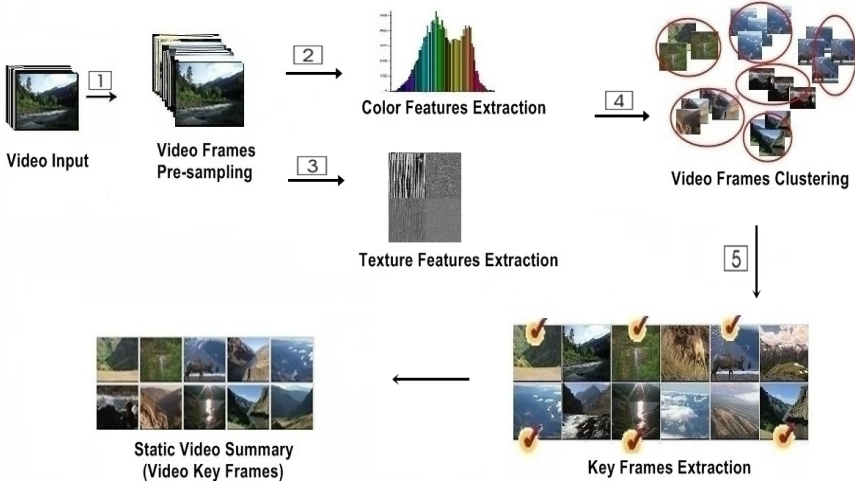 1
2
3
4
5
Video Input
Video Frames
Pre-sampling
Color Features Extraction
Texture Features Extraction
Video Frames Clustering
Key Frames Extraction
Static Video Summary
(Video Key Frames)